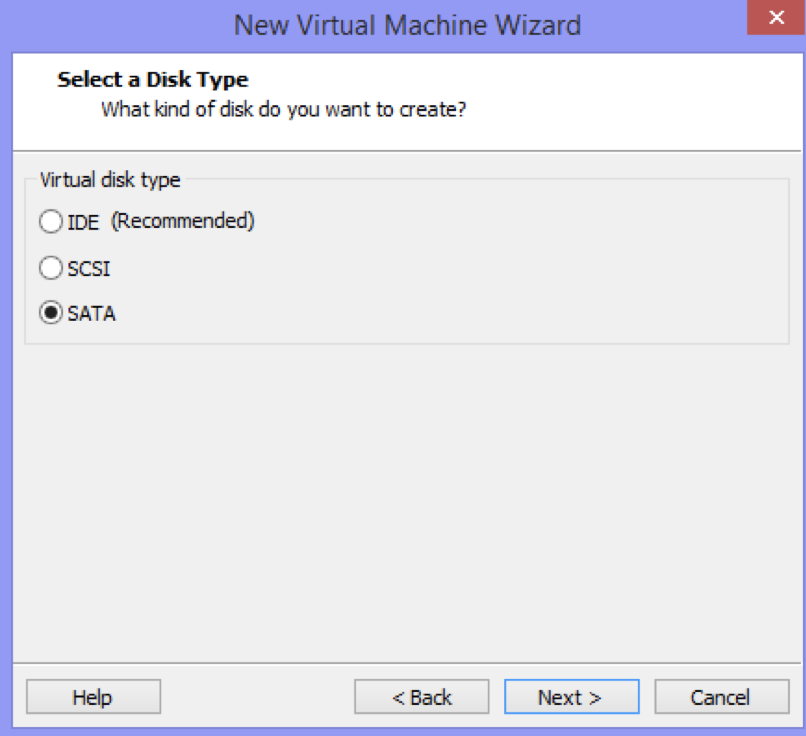 New Virtual Machine Wizard
Select a Disk Type
What kind of disk do you want to create?
Virtual disk type
IDE (Recommended)
SCSI
SATA
Help < Back Next > Cancel